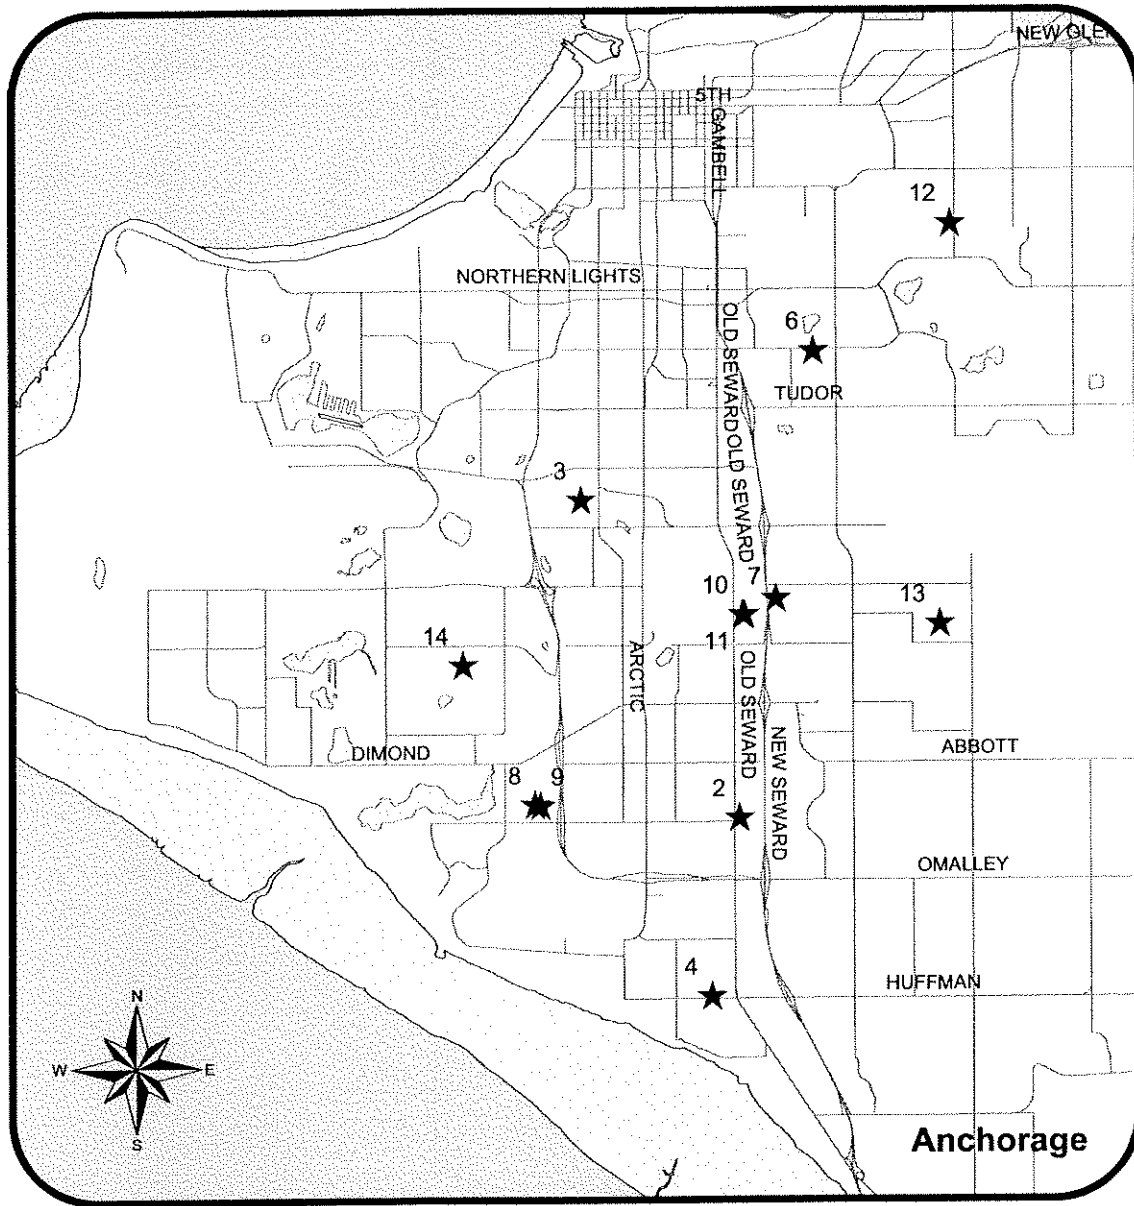 NEW GLEN
5TH
GAMBELL
12
NORTHERN LIGHTS
OLD SEWARD
6
TUDOR
OLD SEWARD
3
10
7
13
11
14
ARCTIC
OLD SEWARD
NEW SEWARD
DIMOND
ABBOTT
8 9
2
OMALLEY
4
HUFFMAN
N
W E
S
Anchorage